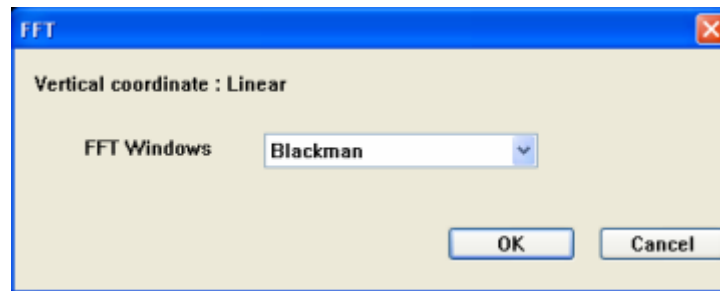 FFT
Vertical coordinate : Linear
FFT Windows Blackman
OK Cancel